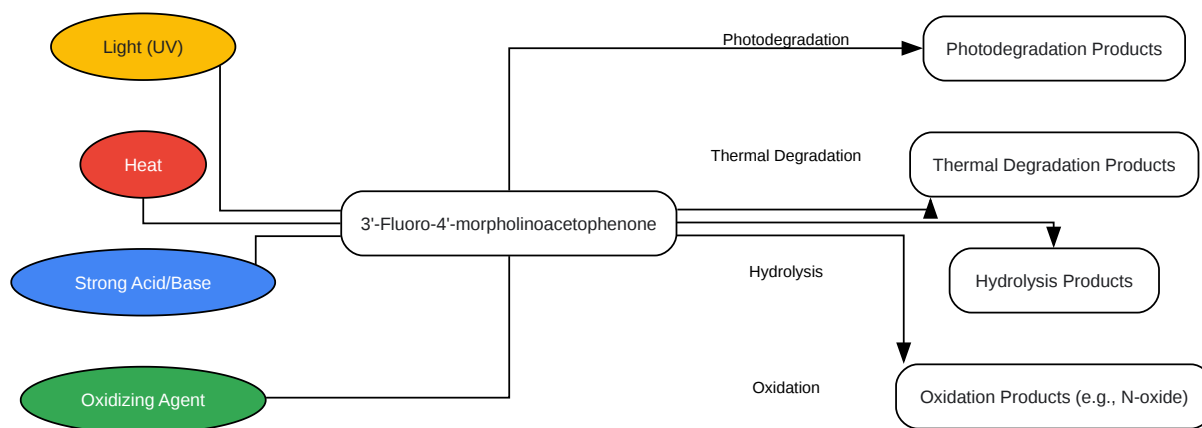 Light (UV)
Photodegradation
Photodegradation Products
Heat
Thermal Degradation
Thermal Degradation Products
3'-Fluoro-4'-morpholinoacetophenone
Strong Acid/Base
Hydrolysis
Hydrolysis Products
Oxidizing Agent
Oxidation
Oxidation Products (e.g., N-oxide)